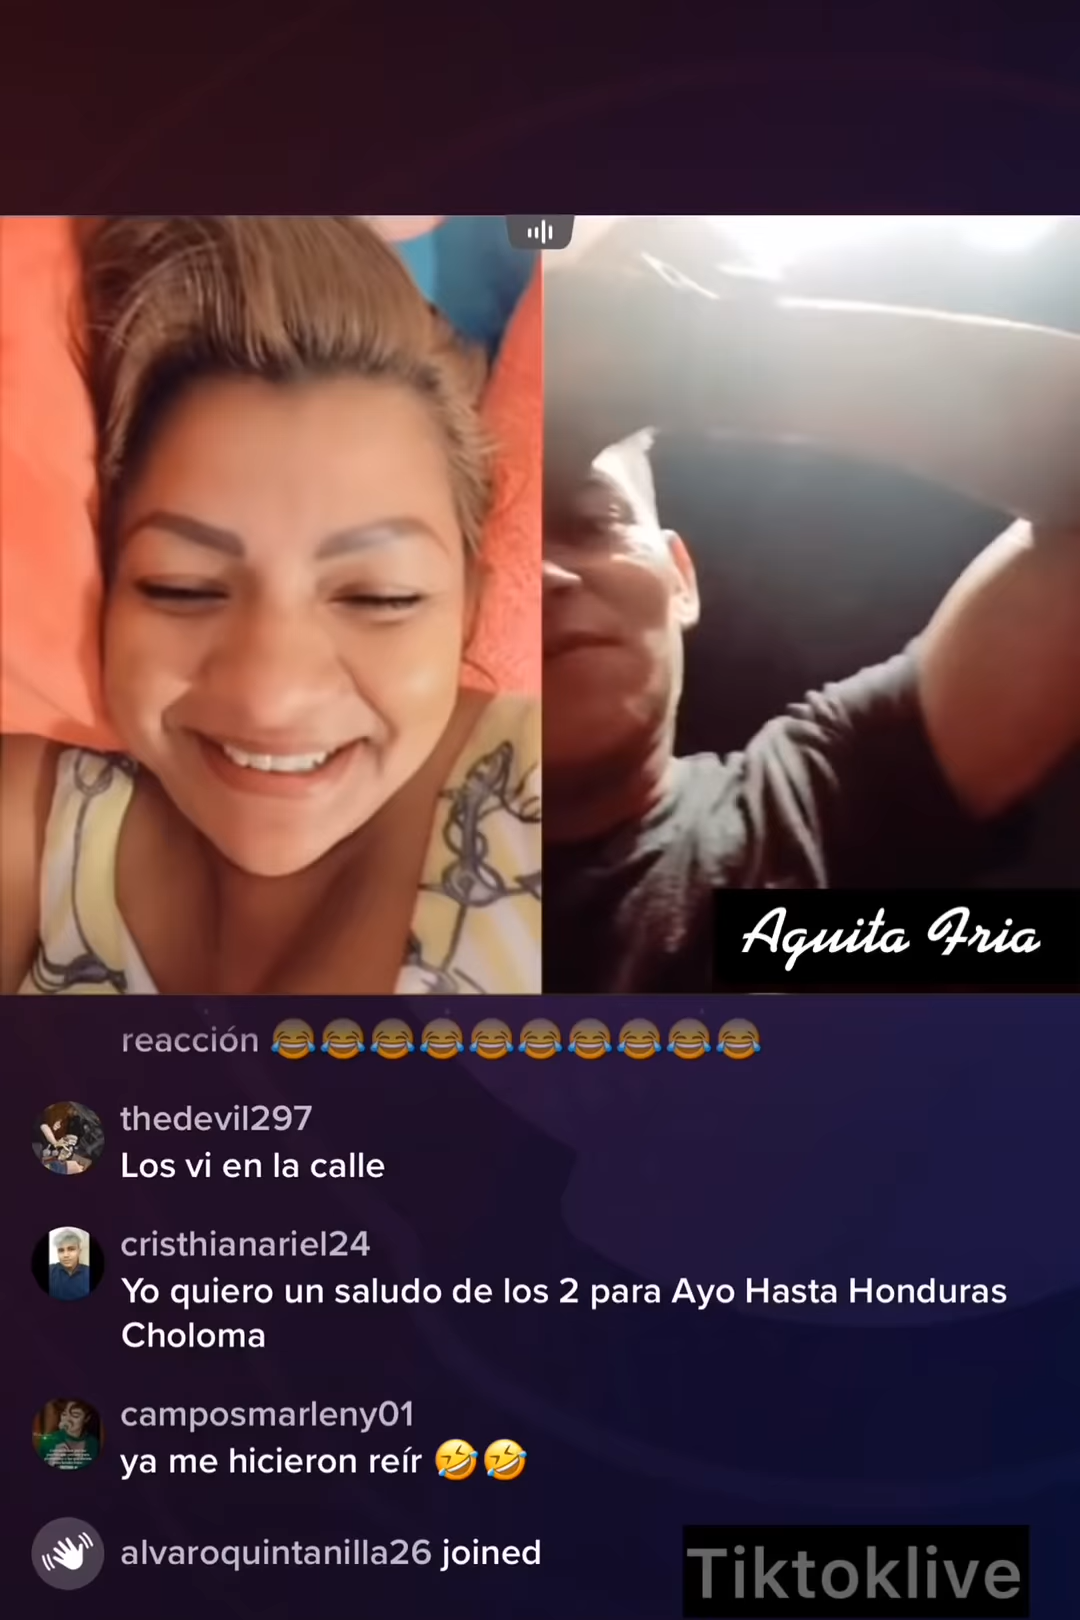 Aguita Fria
reacción 😂😂😂😂😂😂😂😂😂😂
thedevil297
Los vi en la calle
cristhianariel24
Yo quiero un saludo de los 2 para Ayo Hasta Honduras
Choloma
camposmarleny01
ya me hicieron reír 🤣🤣
alvaroquintanilla26 joined
Tiktoklive